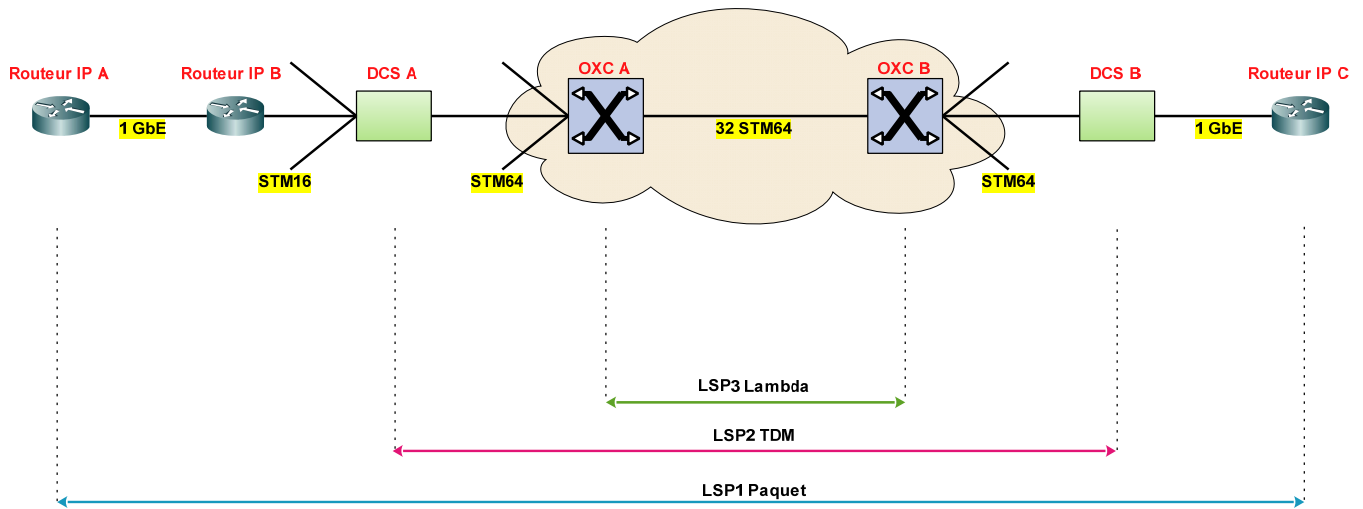 OXC A
OXC B
Routeur IP A
Routeur IP B
DCS A
DCS B
Routeur IP C
1 GbE
32 STM64
1 GbE
STM16
STM64
STM64
LSP3 Lambda
LSP2 TDM
LSP1 Paquet